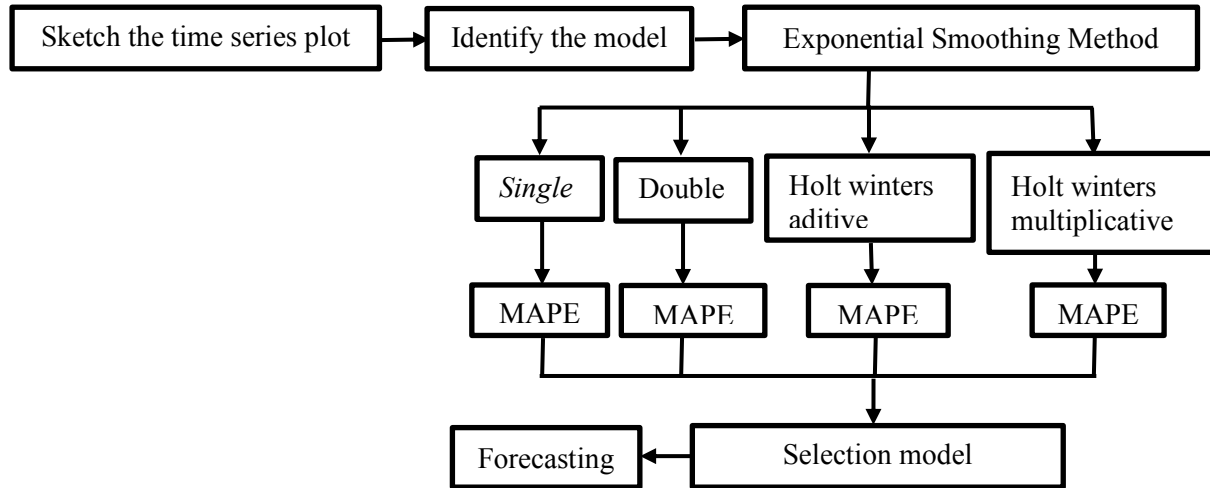 Sketch the time series plot
Identify the model
Exponential Smoothing Method
Single
Double
Holt winters
aditive
Holt winters
multiplicative
MAPE
MAPE
MAPE
MAPE
Forecasting
Selection model